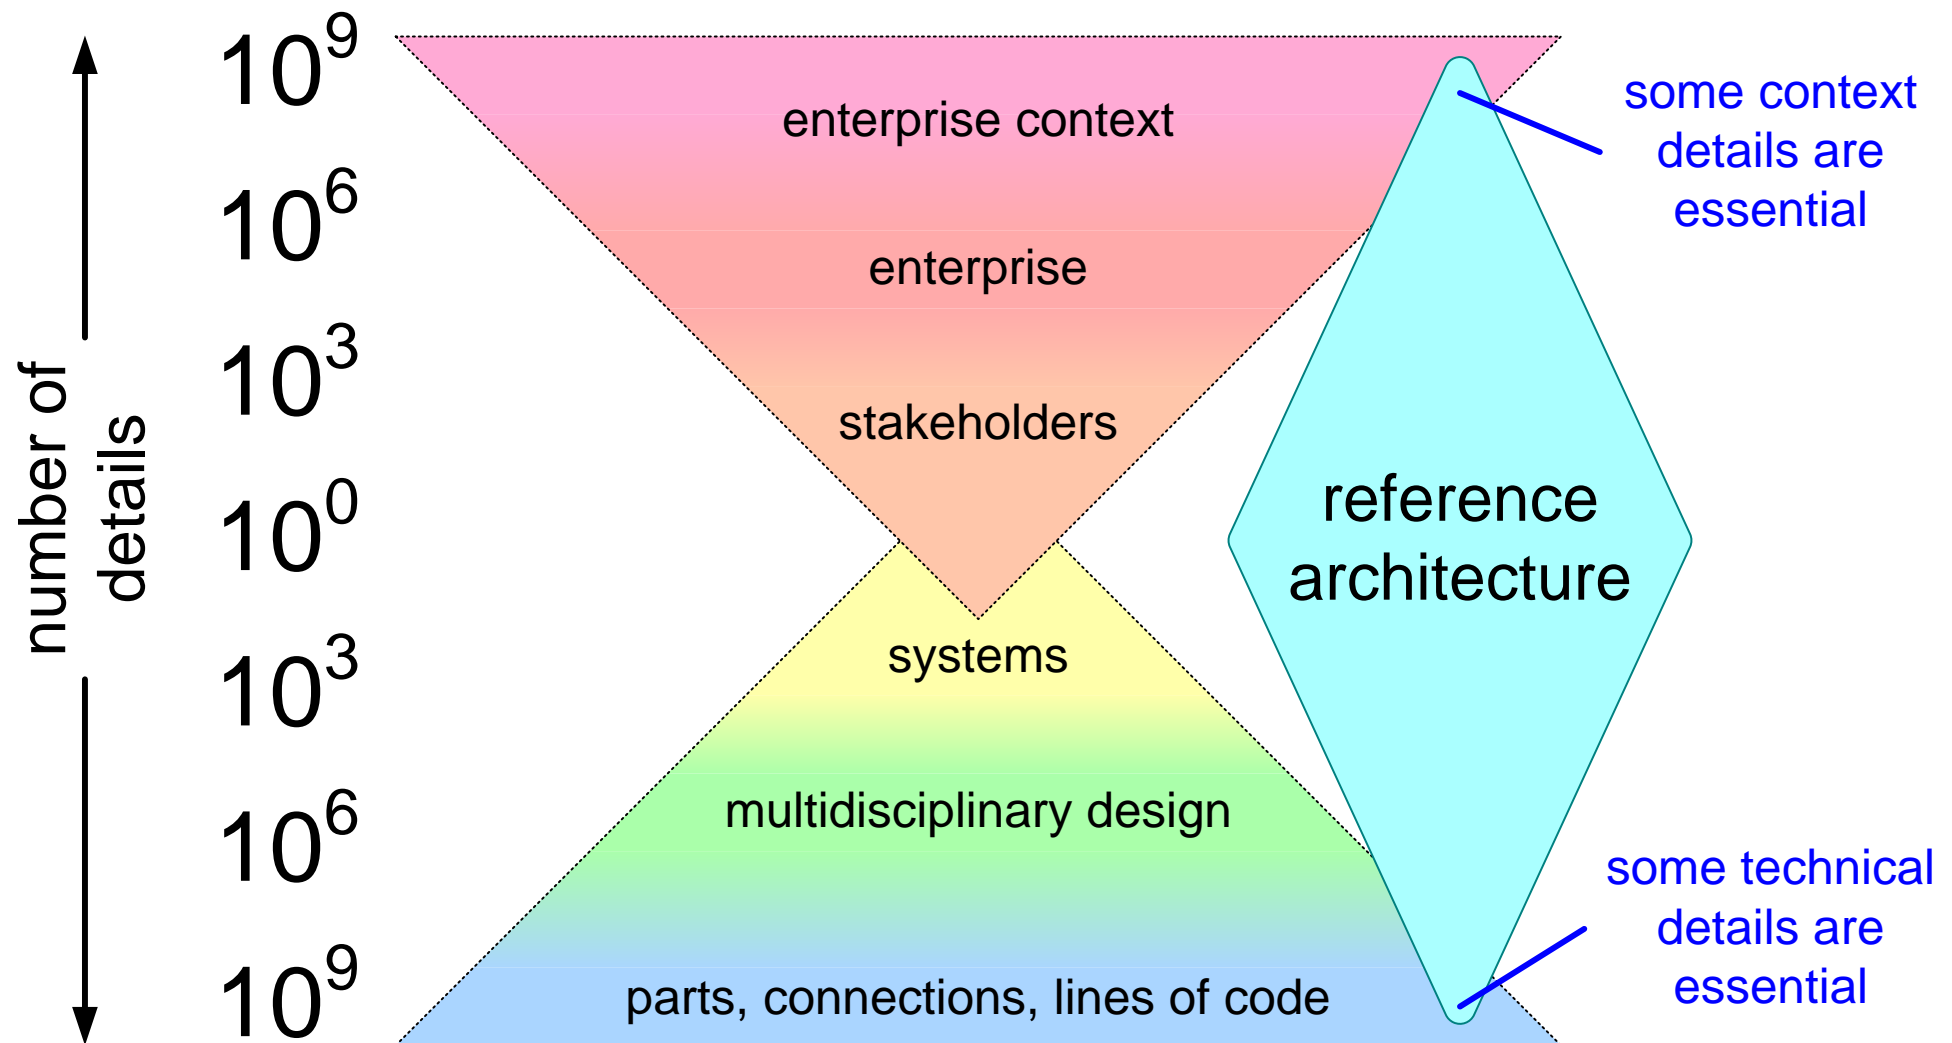 number of
details
10^9
10^6
10^3
10^0
10^3
10^6
10^9
enterprise context
enterprise
stakeholders
systems
multidisciplinary design
parts, connections, lines of code
reference
architecture
some context
details are
essential
some technical
details are
essential